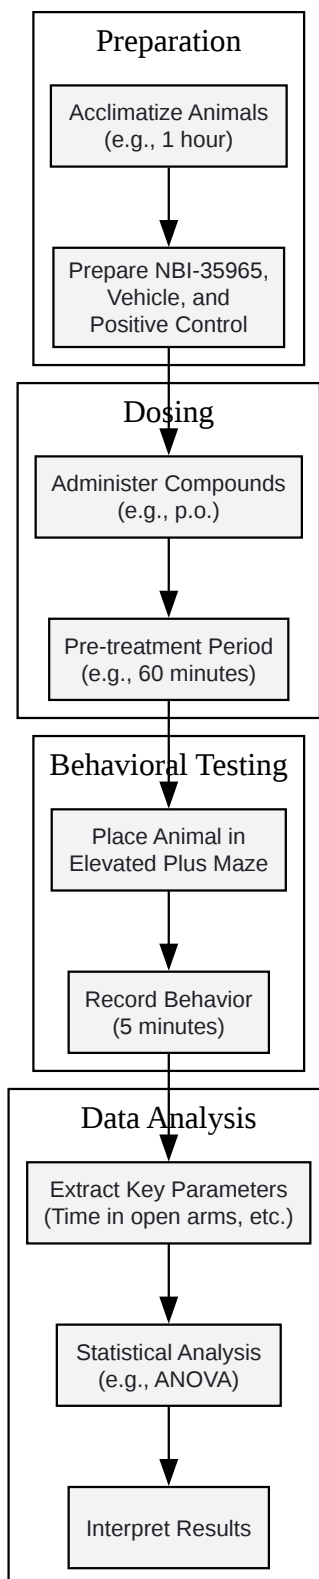 Preparation
Acclimatize Animals
(e.g., 1 hour)
Prepare NBI-35965,
Vehicle, and
Positive Control
Dosing
Administer Compounds
(e.g., p.o.)
Pre-treatment Period
(e.g., 60 minutes)
Behavioral Testing
Place Animal in
Elevated Plus Maze
Record Behavior
(5 minutes)
Data Analysis
Extract Key Parameters
(Time in open arms, etc.)
Statistical Analysis
(e.g., ANOVA)
Interpret Results